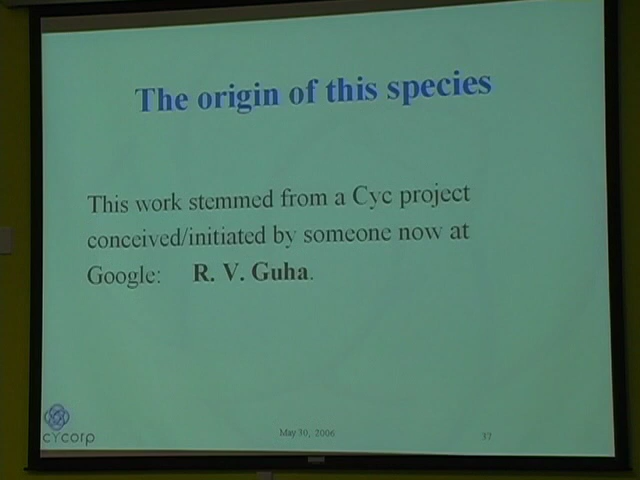 The origin of this species
This work stemmed from a Cyc project
conceived/initiated by someone now at
Google: R. V. Guha.
cycorp
May 30, 2006
37